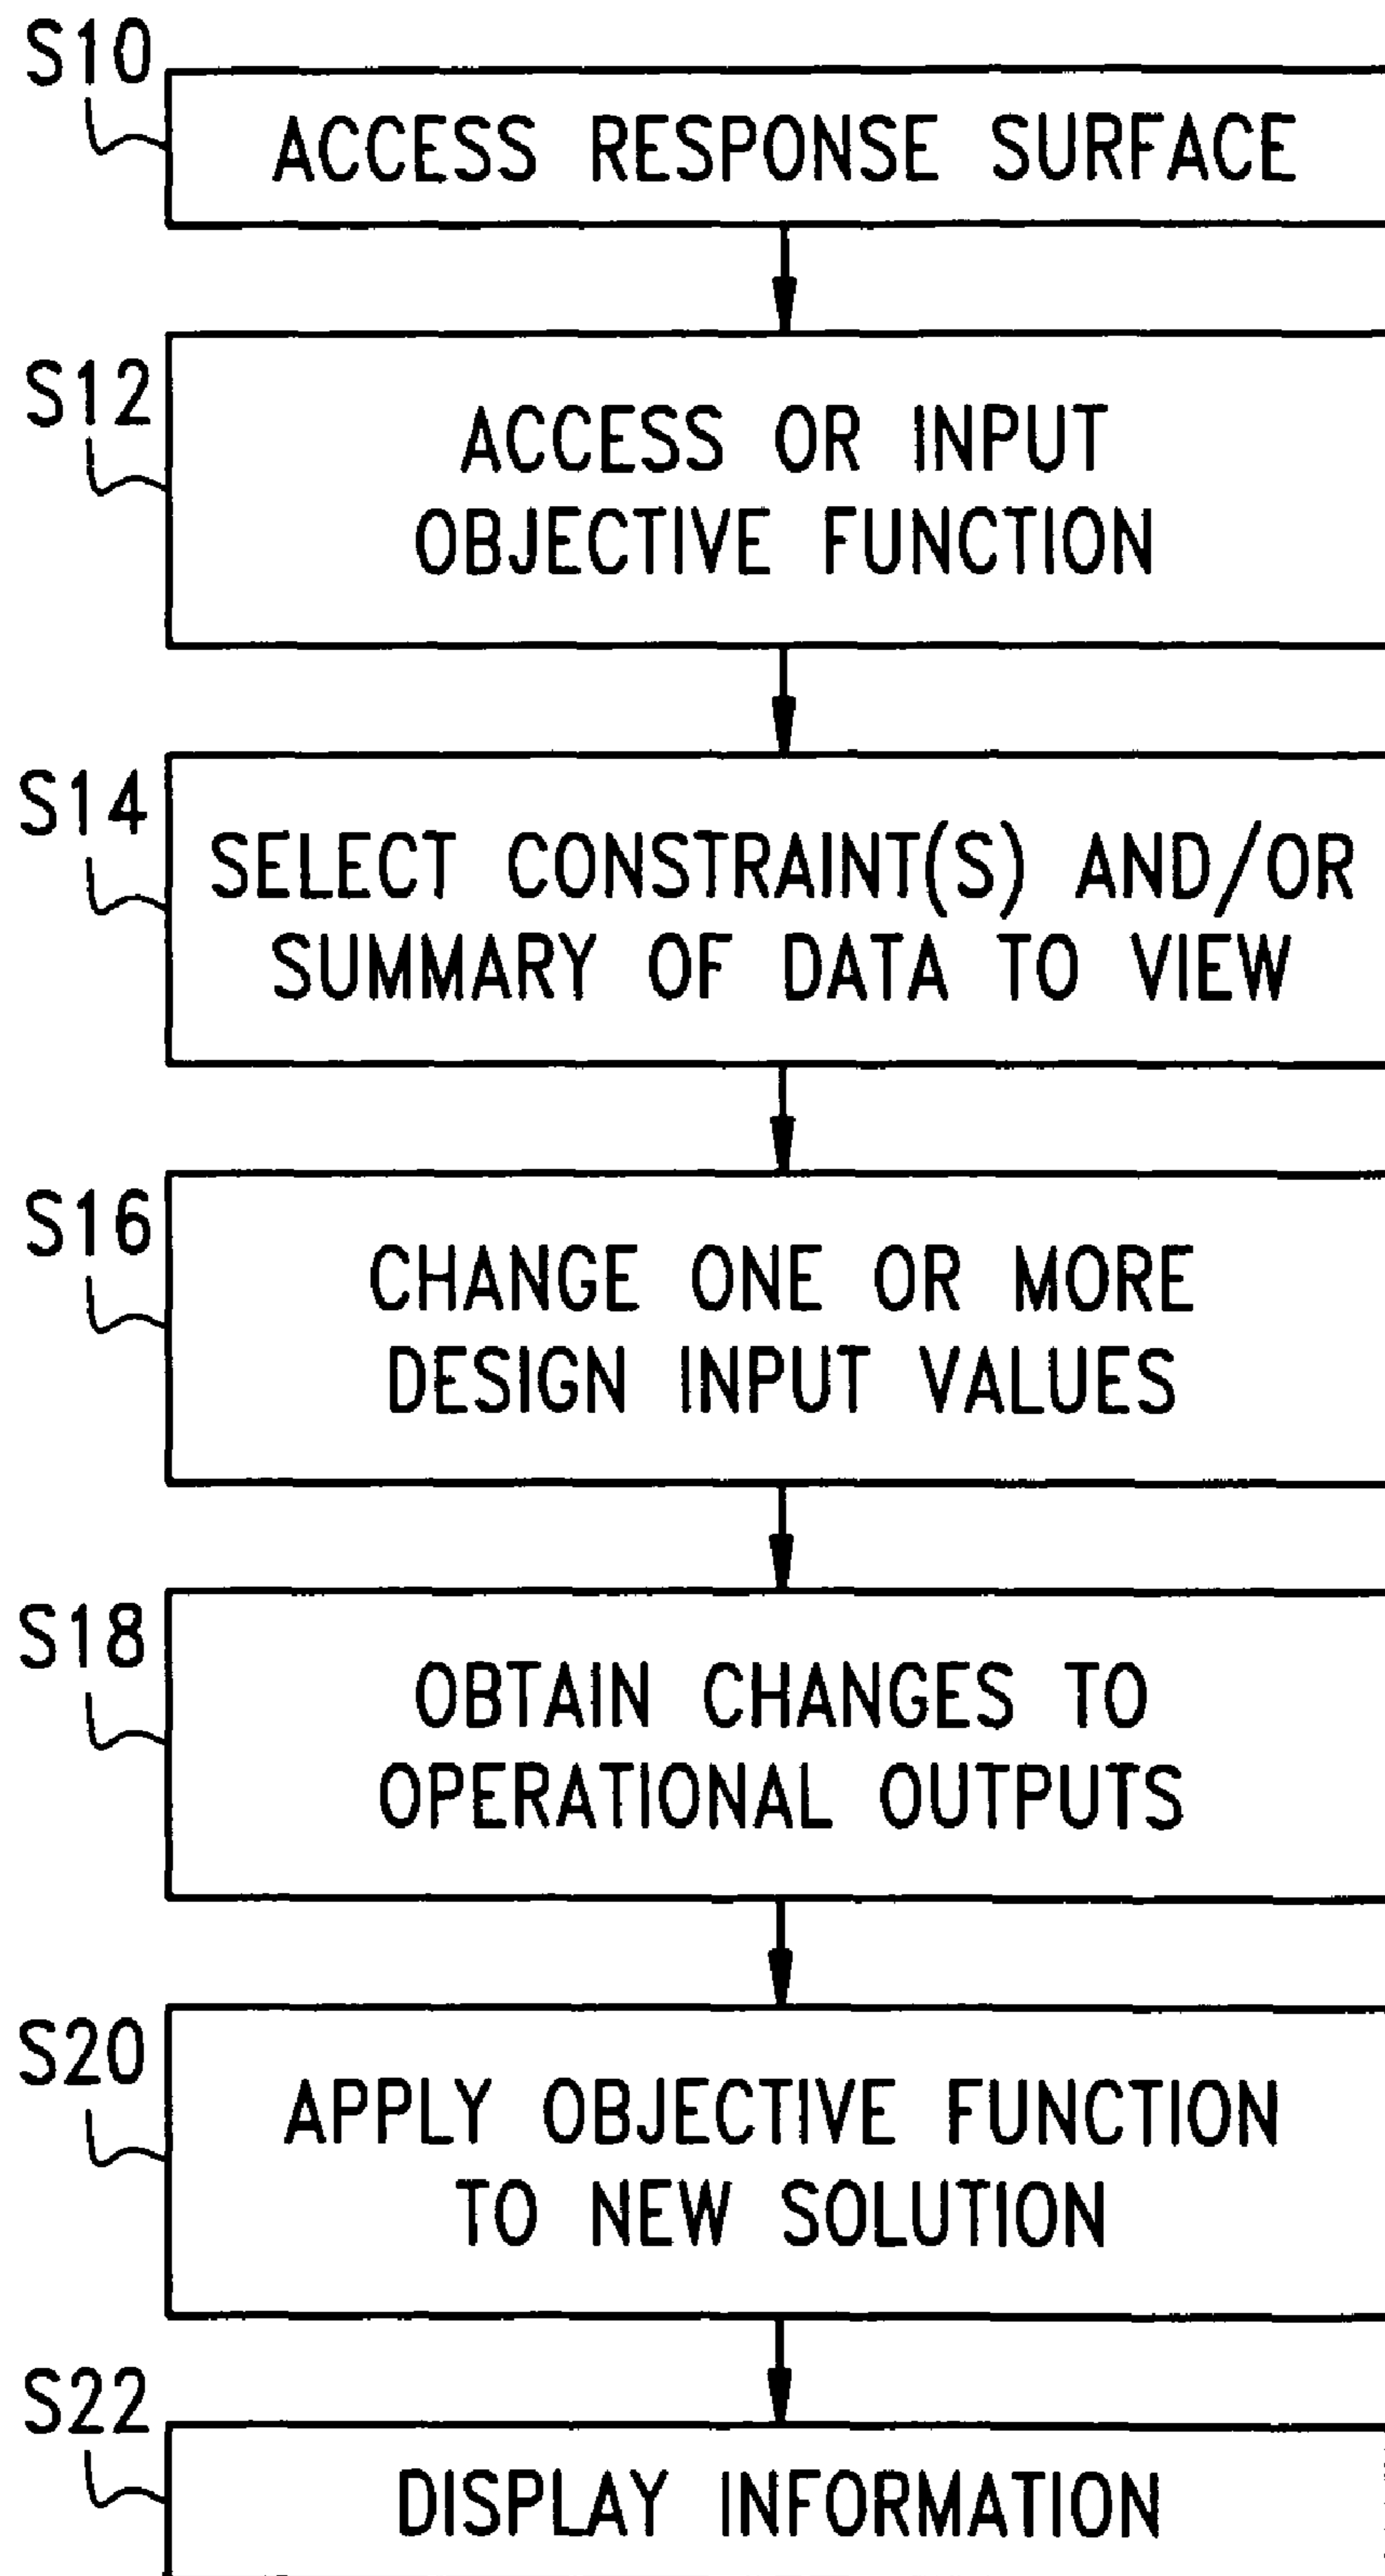 S10
ACCESS RESPONSE SURFACE
S12
ACCESS OR INPUT
OBJECTIVE FUNCTION
S14
SELECT CONSTRAINT(S) AND/OR
SUMMARY OF DATA TO VIEW
S16
CHANGE ONE OR MORE
DESIGN INPUT VALUES
S18
OBTAIN CHANGES TO
OPERATIONAL OUTPUTS
S20
APPLY OBJECTIVE FUNCTION
TO NEW SOLUTION
S22
DISPLAY INFORMATION